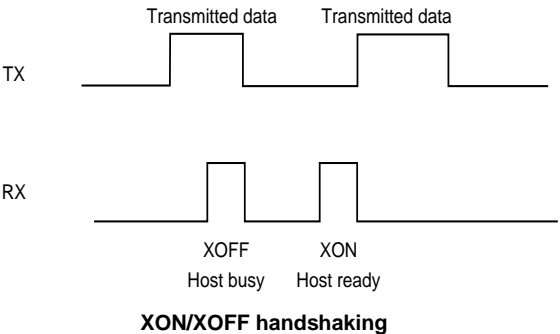 Transmitted data Transmitted data
TX
RX
XOFF XON
Host busy Host ready
XON/XOFF handshaking